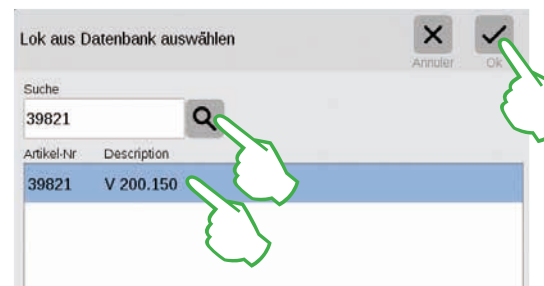 Lok aus Datenbank auswählen
Annuler Ok
Suche
39821
Artikel-Nr Description
39821 V 200.150